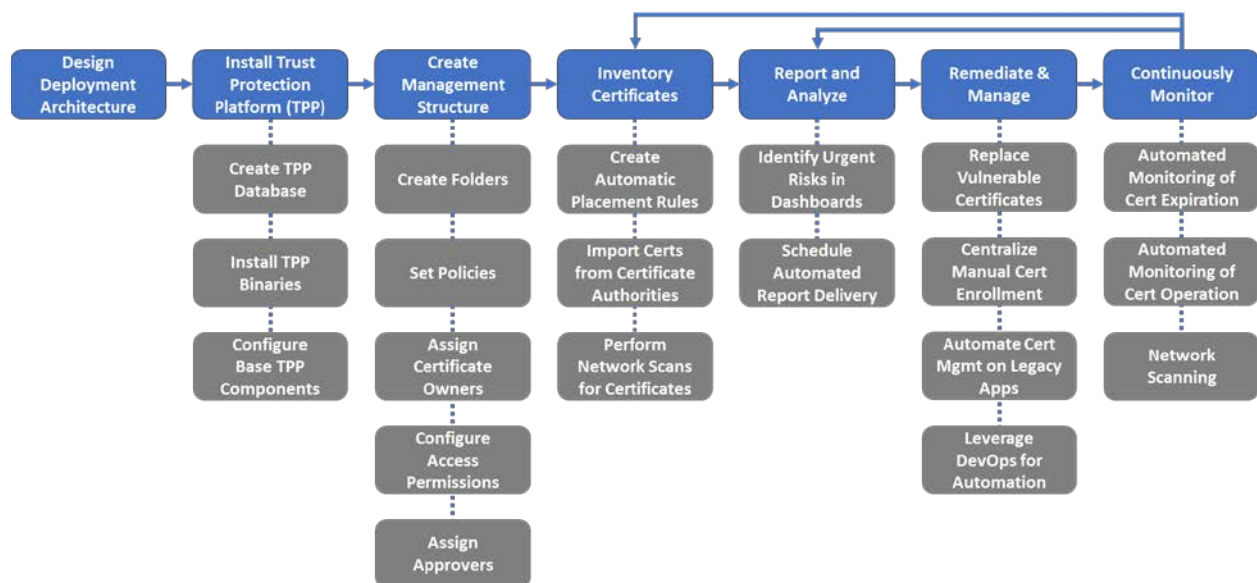 Design
Deployment
Architecture
Install Trust
Protection
Platform (TPP)
Create
Management
Structure
Inventory
Certificates
Report and
Analyze
Remediate &
Manage
Continuously
Monitor
Create TPP
Database
Install TPP
Binaries
Configure
Base TPP
Components
Create Folders
Set Policies
Assign
Certificate
Owners
Configure
Access
Permissions
Assign
Approvers
Create
Automatic
Placement Rules
Import Certs
from Certificate
Authorities
Perform
Network Scans
for Certificates
Identify Urgent
Risks in
Dashboards
Schedule
Automated
Report Delivery
Replace
Vulnerable
Certificates
Centralize
Manual Cert
Enrollment
Automate Cert
Mgmt on Legacy
Apps
Leverage
DevOps for
Automation
Automated
Monitoring of
Cert Expiration
Automated
Monitoring of
Cert Operation
Network
Scanning